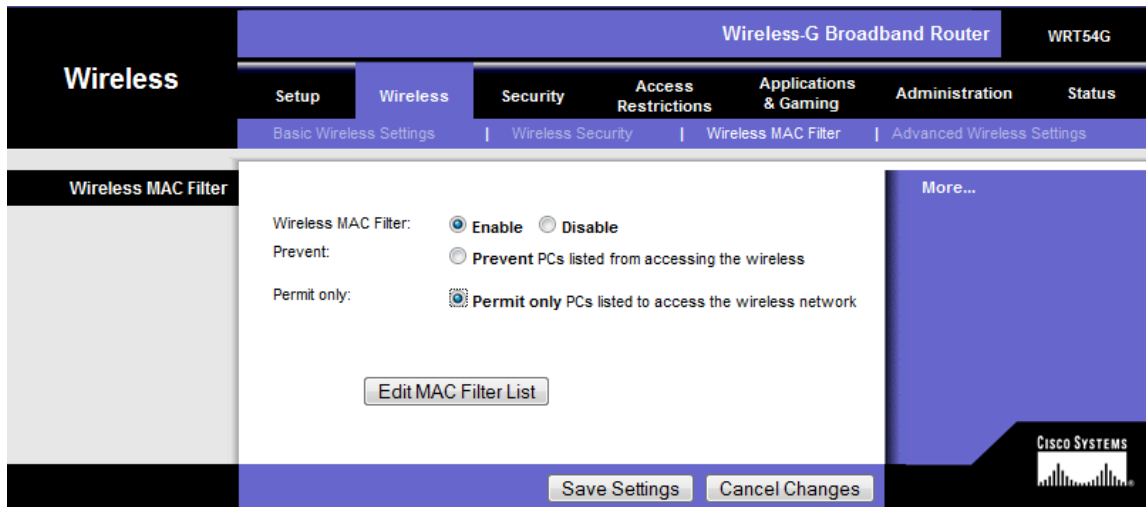 Wireless-G Broadband Router WRT54G
Wireless
Setup Wireless Security Access Restrictions Applications & Gaming Administration Status
Basic Wireless Settings | Wireless Security | Wireless MAC Filter | Advanced Wireless Settings
Wireless MAC Filter
More...
Wireless MAC Filter: Enable Disable
Prevent: Prevent PCs listed from accessing the wireless
Permit only: Permit only PCs listed to access the wireless network
Edit MAC Filter List
CISCO SYSTEMS
Save Settings Cancel Changes